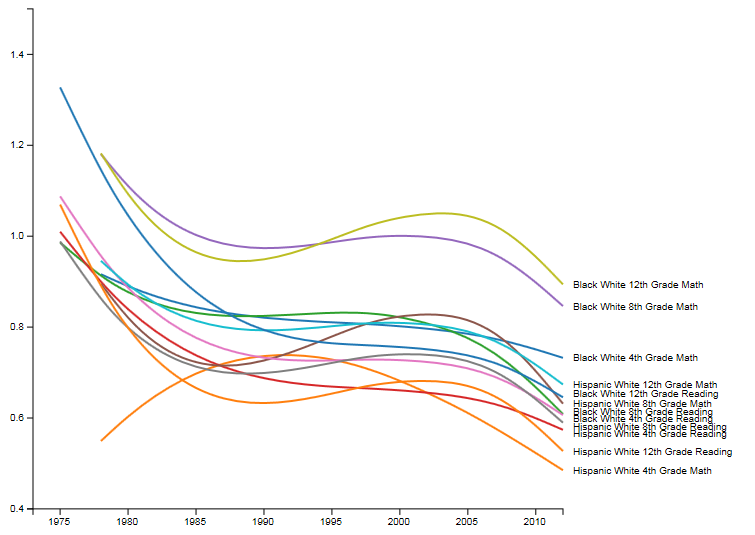 1.4
1.2
1.0
0.8
0.6
0.4
1975
1980
1985
1990
1995
2000
2005
2010
Black White 12th Grade Math
Black White 8th Grade Math
Black White 4th Grade Math
Hispanic White 12th Grade Math
Black White 12th Grade Reading
Hispanic White 8th Grade Math
Black White 8th Grade Reading
Black White 4th Grade Reading
Hispanic White 8th Grade Reading
Hispanic White 4th Grade Reading
Hispanic White 12th Grade Reading
Hispanic White 4th Grade Math